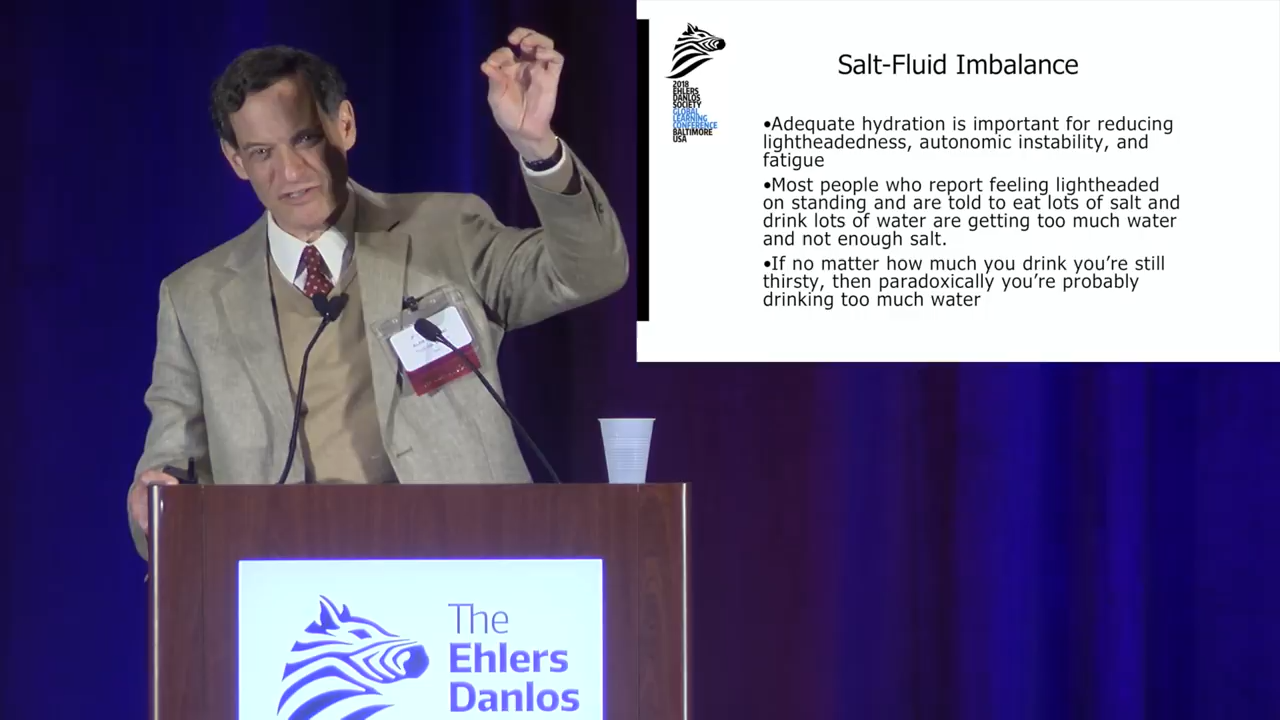 2018
EHLERS
DANLOS
SOCIETY
GLOBAL
LEARNING
CONFERENCE
BALTIMORE
USA
Salt-Fluid Imbalance
•Adequate hydration is important for reducing
lightheadedness, autonomic instability, and
fatigue
•Most people who report feeling lightheaded
on standing and are told to eat lots of salt and
drink lots of water are getting too much water
and not enough salt.
•If no matter how much you drink you’re still
thirsty, then paradoxically you’re probably
drinking too much water
The
Ehlers
Danlos